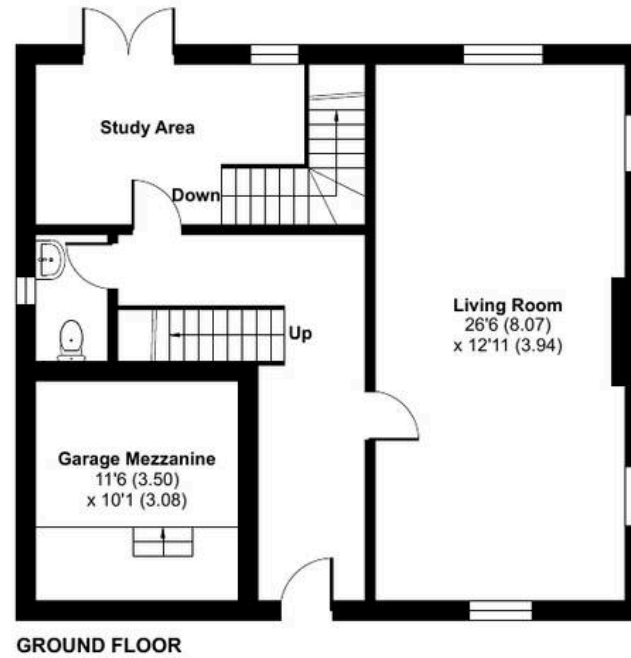 Study Area
Down
Up
Living Room
26'6 (8.07)
x 12'11 (3.94)
Garage Mezzanine
11'6 (3.50)
x 10'1 (3.08)
GROUND FLOOR